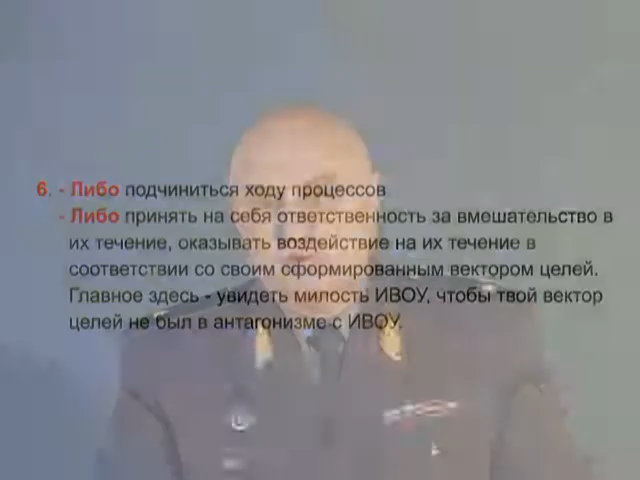 6. - Либо подчиниться ходу процессов
- Либо принять на себя ответственность за вмешательство в
их течение, оказывать воздействие на их течение в
соответствии со своим сформированным вектором целей.
Главное здесь - увидеть милость ИВОУ, чтобы твой вектор
целей не был в антагонизме с ИВОУ.